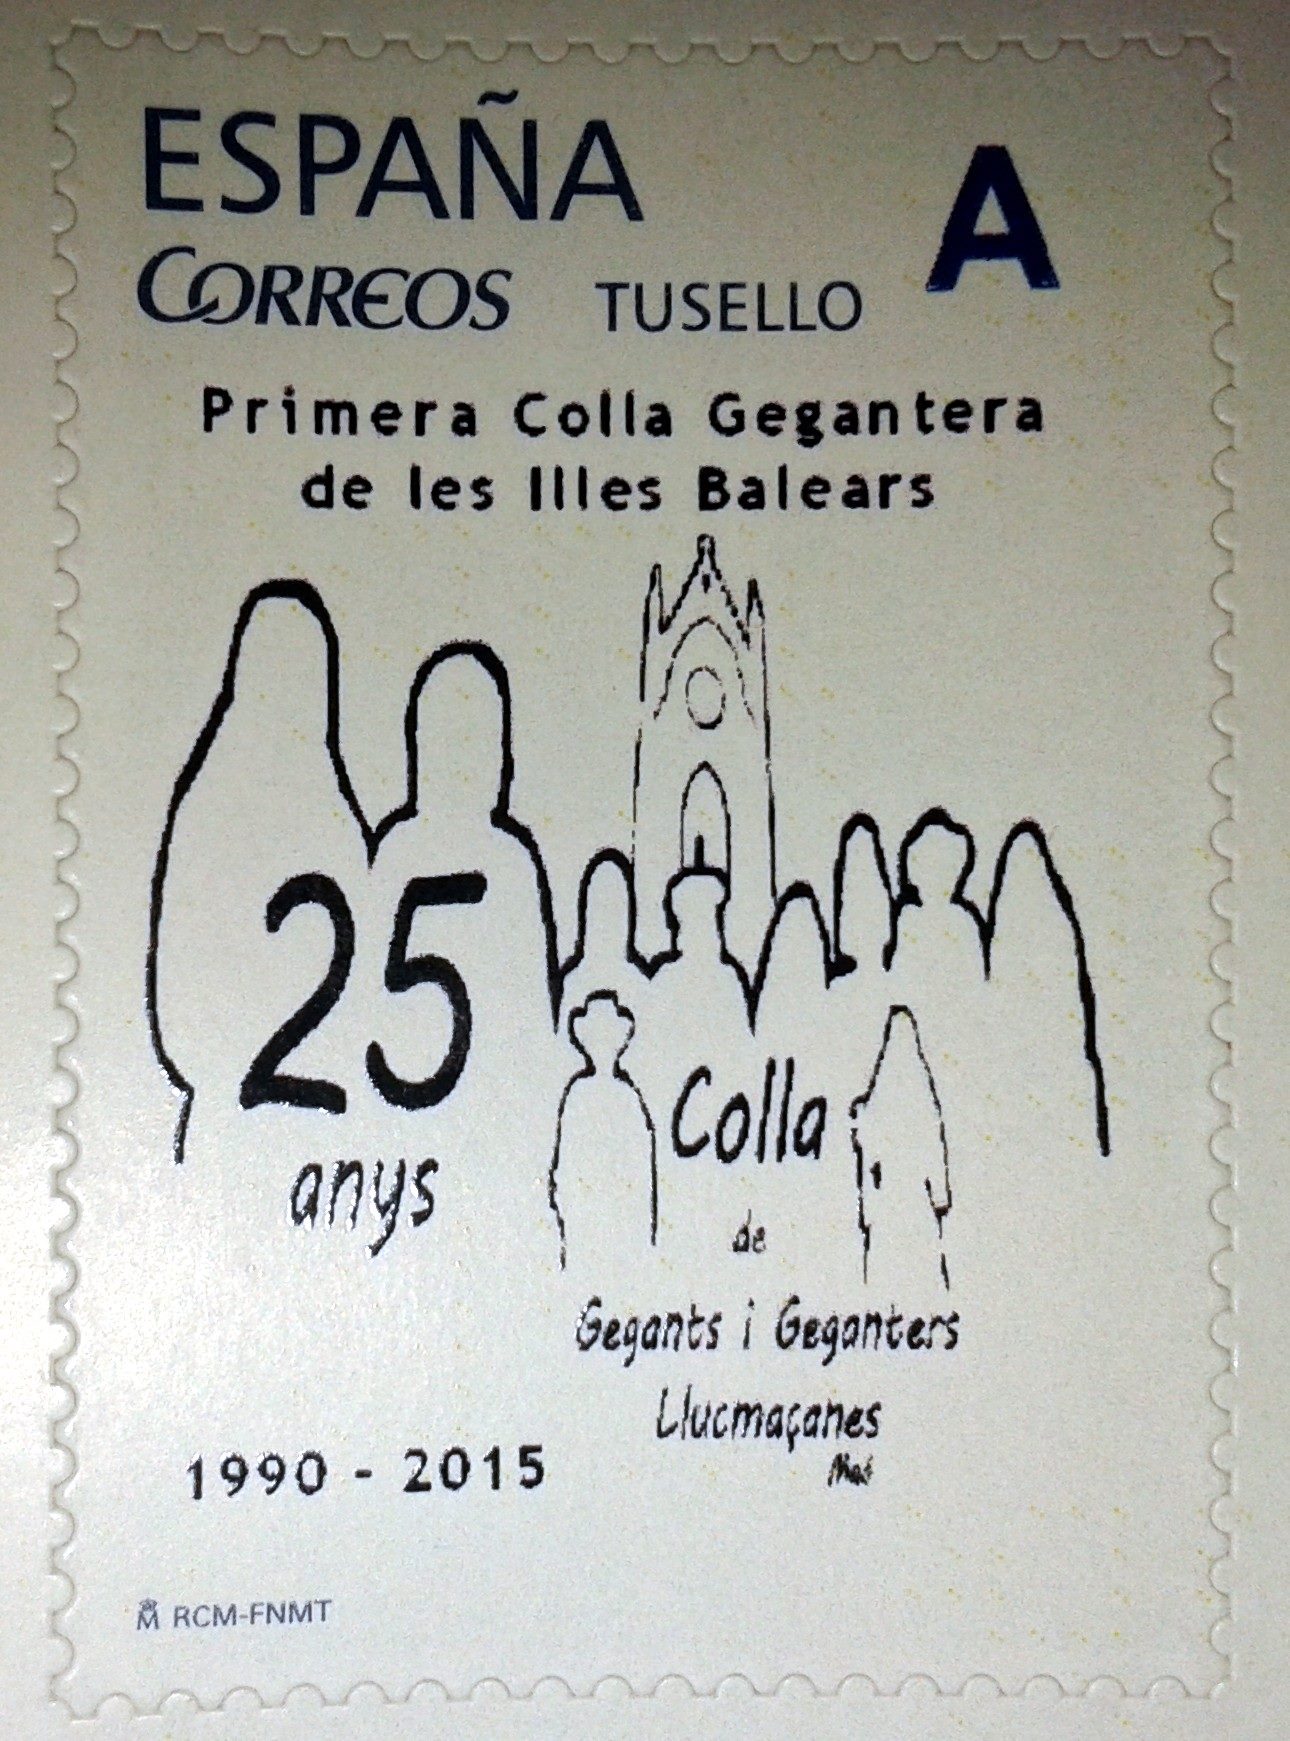 ESPAÑA A
CORREOS TUSELLO
Primera Colla Gegantera
de les Illes Balears
25
anys
Colla
de
Gegants i Geganters
Llucmaçanes
1990 - 2015
RCM-FNMT